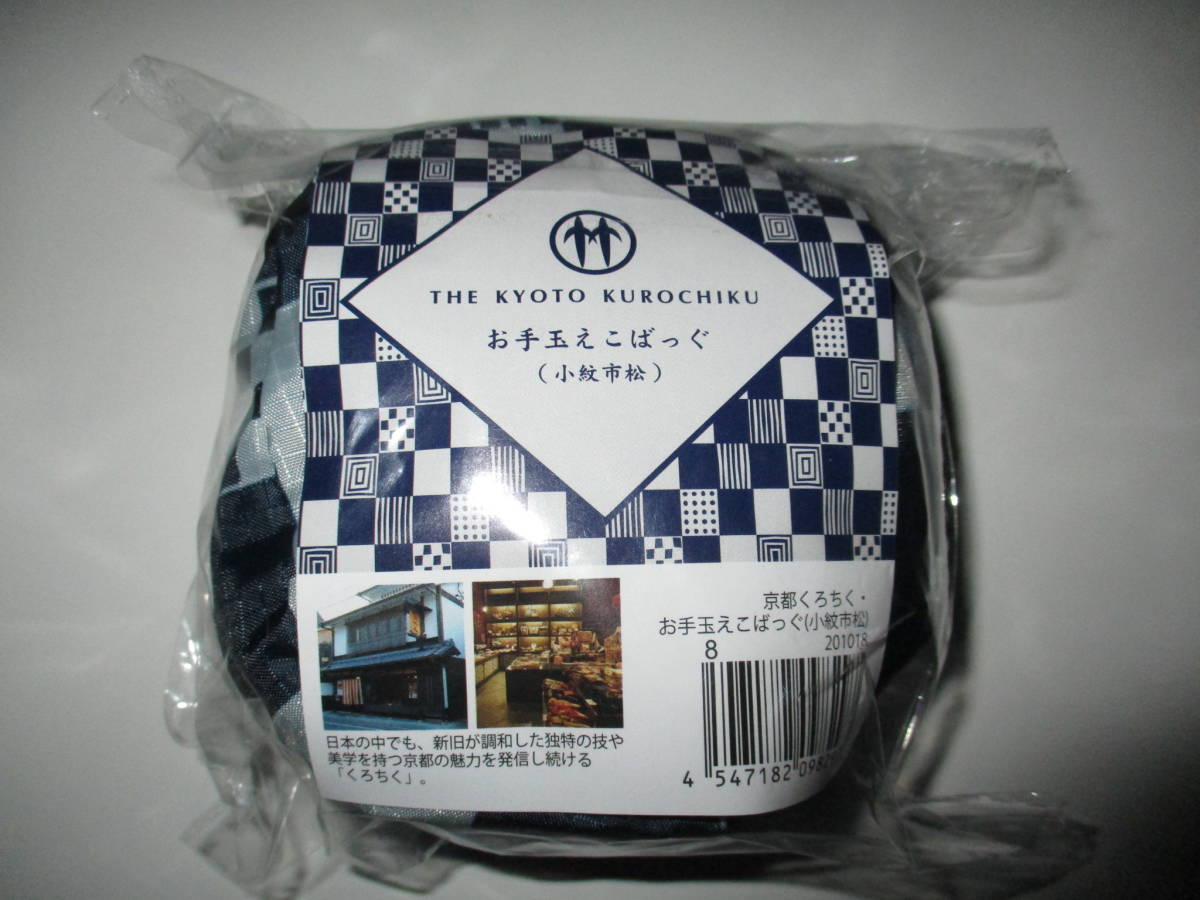 THE KYOTO KUROCHIKU
お手玉えこばっぐ
(小紋市松)
京都くろちく・
お手玉えこばっぐ(小紋市松)
8
201018
日本の中でも、新旧が調和した独特の技や
美学を持つ京都の魅力を発信し続ける
「くろちく」。
4 547182